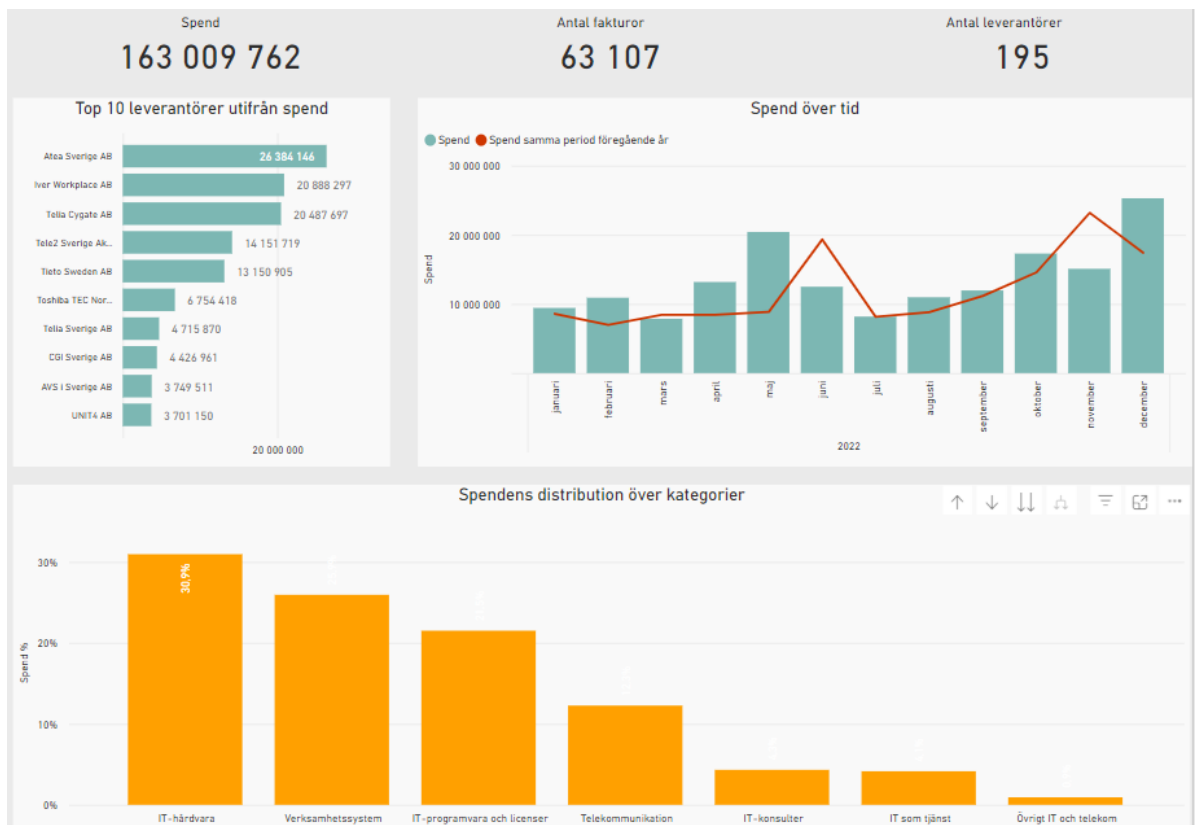 Spend
163 009 762
Antal fakturor
63 107
Antal leverantörer
195
Top 10 leverantörer utifrån spend
Atea Sverige AB 26 384 146
Iver Workplace AB 20 888 297
Telia Cygate AB 20 487 697
Tele2 Sverige Ak... 14 151 719
Tieto Sweden AB 13 150 905
Toshiba TEC Nor... 6 754 418
Telia Sverige AB 4 715 870
CGI Sverige AB 4 426 961
AVS i Sverige AB 3 749 511
UNIT4 AB 3 701 150
20 000 000
Spend över tid
Spend Spend samma period föregående år
30 000 000
20 000 000
10 000 000
Spend
januari
februari
mars
april
maj
juni
juli
augusti
september
oktober
november
december
2022
Spendens distribution över kategorier
30%
20%
10%
0%
Spend %
30,9%
IT-hårdvara
Verksamhetssystem
IT-programvara och licenser
Telekommunikation
IT-konsulter
IT som tjänst
Övrigt IT och telekom